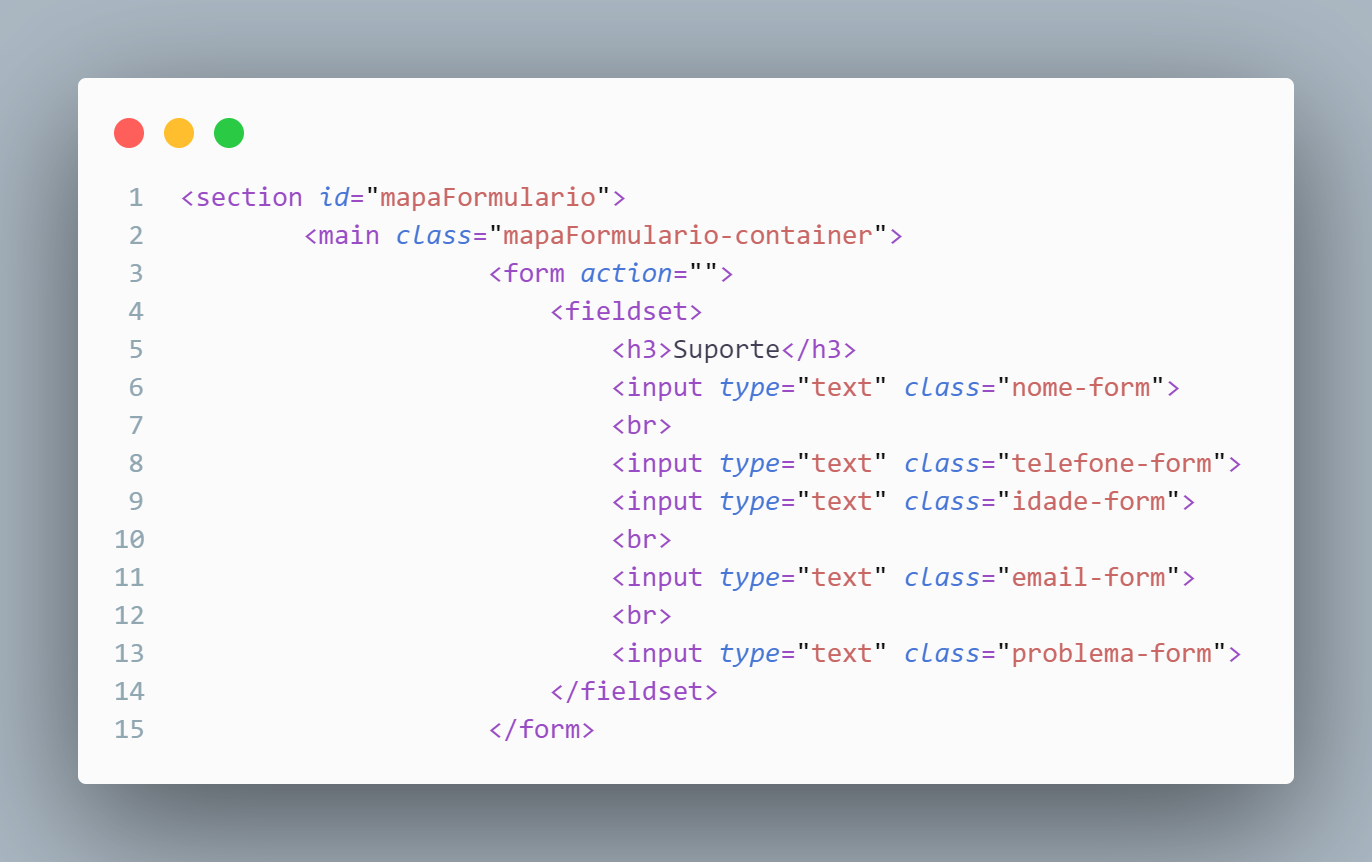 1 <section id="mapaFormulario">
2 <main class="mapaFormulario-container">
3 <form action="">
4 <fieldset>
5 <h3>Suporte</h3>
6 <input type="text" class="nome-form">
7 <br>
8 <input type="text" class="telefone-form">
9 <input type="text" class="idade-form">
10 <br>
11 <input type="text" class="email-form">
12 <br>
13 <input type="text" class="problema-form">
14 </fieldset>
15 </form>